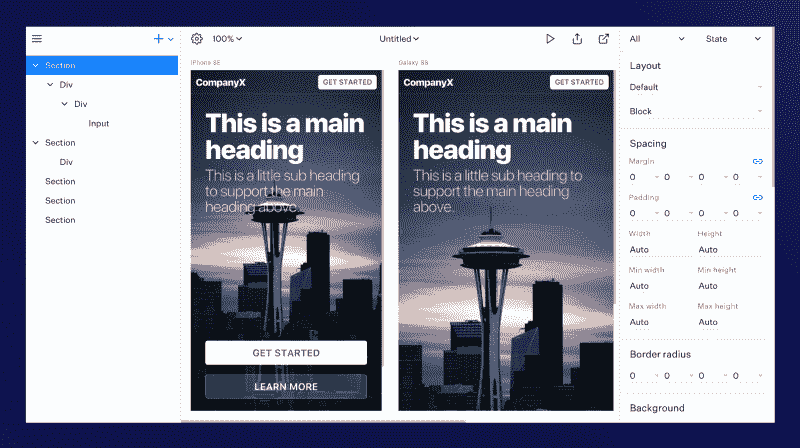 100%
Untitled
All
State
Section
Div
Div
Input
Section
Div
Section
Section
Section
iPhone SE
CompanyX
GET STARTED
This is a main
heading
This is a little sub heading
to support the main
heading above.
GET STARTED
LEARN MORE
Galaxy S8
CompanyX
GET STARTED
This is a main
heading
This is a little sub heading to
support the main heading
above.
Layout
Default
Block
Spacing
Margin
0 0 0 0
Padding
0 0 0 0
Width Height
Auto Auto
Min width Min height
Auto Auto
Max width Max height
Auto Auto
Border radius
0 0 0 0
Background